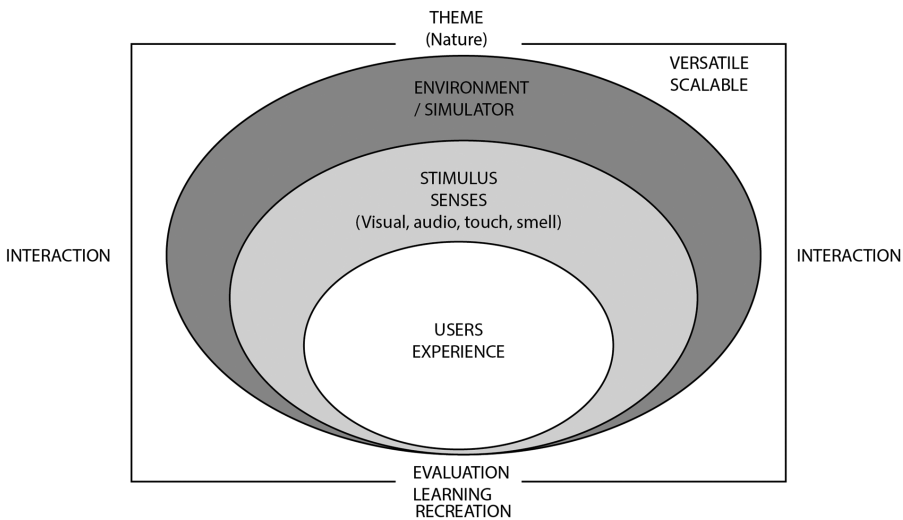 THEME
(Nature)
VERSATILE
SCALABLE
ENVIRONMENT
/ SIMULATOR
STIMULUS
SENSES
(Visual, audio, touch, smell)
INTERACTION
INTERACTION
USERS
EXPERIENCE
EVALUATION
LEARNING
RECREATION